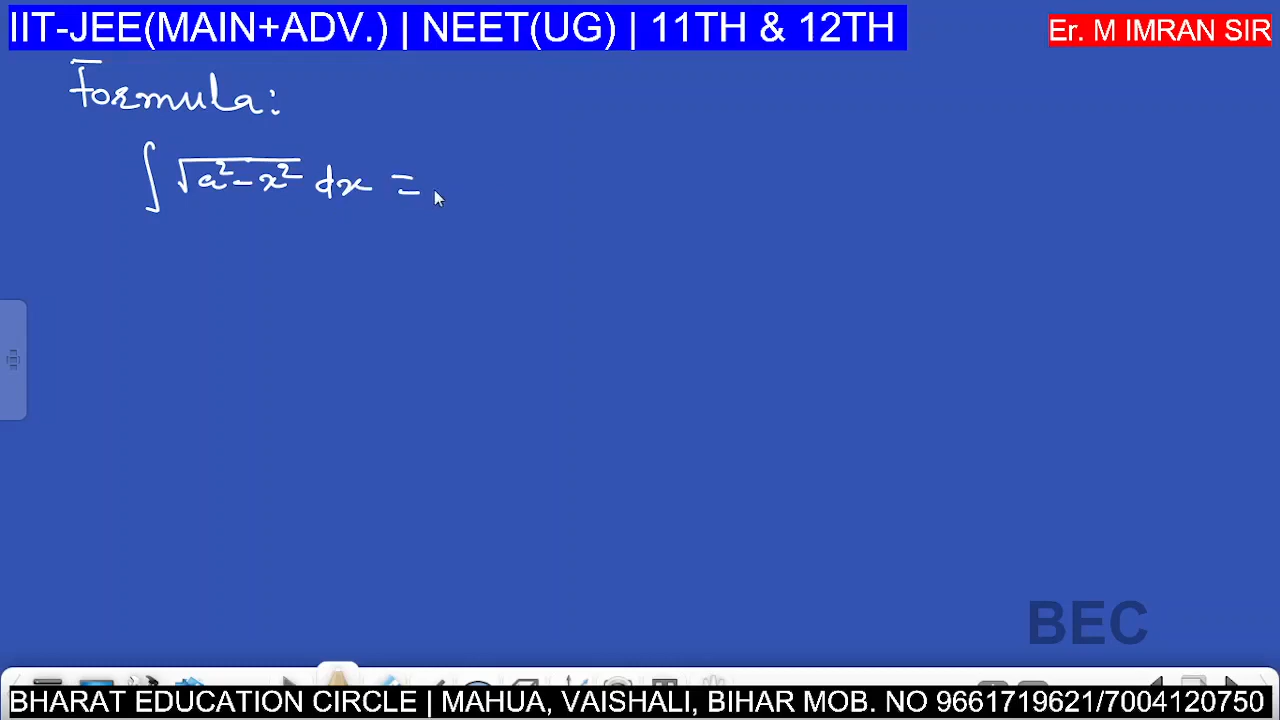 IIT-JEE(MAIN+ADV.) | NEET(UG) | 11TH & 12TH
Er. M IMRAN SIR
Formula:
∫ √a²-x² dx =
BEC
BHARAT EDUCATION CIRCLE | MAHUA, VAISHALI, BIHAR MOB. NO 9661719621/7004120750